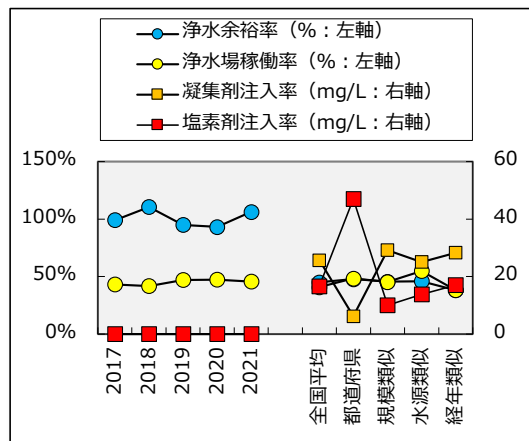 浄水余裕率（%：左軸）
浄水場稼働率（%：左軸）
凝集剤注入率（mg/L：右軸）
塩素剤注入率（mg/L：右軸）
150%
100%
50%
0%
60
40
20
0
2017
2018
2019
2020
2021
全国平均
都道府県
規模類似
水源類似
経年類似